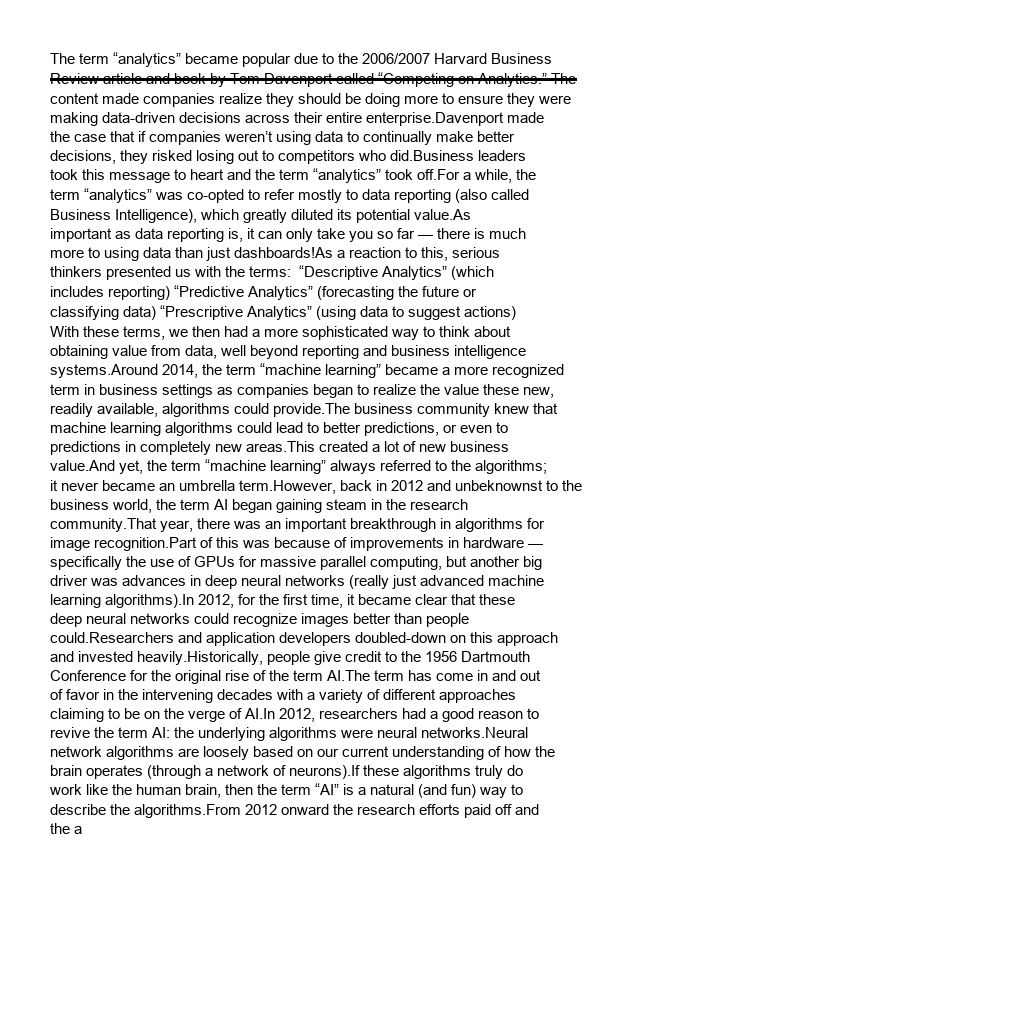 The term “analytics” became popular due to the 2006/2007 Harvard Business
Review article and book by Tom Davenport called “Competing on Analytics.” The
content made companies realize they should be doing more to ensure they were
making data-driven decisions across their entire enterprise.Davenport made
the case that if companies weren’t using data to continually make better
decisions, they risked losing out to competitors who did.Business leaders
took this message to heart and the term “analytics” took off.For a while, the
term “analytics” was co-opted to refer mostly to data reporting (also called
Business Intelligence), which greatly diluted its potential value.As
important as data reporting is, it can only take you so far — there is much
more to using data than just dashboards!As a reaction to this, serious
thinkers presented us with the terms:  “Descriptive Analytics” (which
includes reporting) “Predictive Analytics” (forecasting the future or
classifying data) “Prescriptive Analytics” (using data to suggest actions)
With these terms, we then had a more sophisticated way to think about
obtaining value from data, well beyond reporting and business intelligence
systems.Around 2014, the term “machine learning” became a more recognized
term in business settings as companies began to realize the value these new,
readily available, algorithms could provide.The business community knew that
machine learning algorithms could lead to better predictions, or even to
predictions in completely new areas.This created a lot of new business
value.And yet, the term “machine learning” always referred to the algorithms;
it never became an umbrella term.However, back in 2012 and unbeknownst to the
business world, the term AI began gaining steam in the research
community.That year, there was an important breakthrough in algorithms for
image recognition.Part of this was because of improvements in hardware —
specifically the use of GPUs for massive parallel computing, but another big
driver was advances in deep neural networks (really just advanced machine
learning algorithms).In 2012, for the first time, it became clear that these
deep neural networks could recognize images better than people
could.Researchers and application developers doubled-down on this approach
and invested heavily.Historically, people give credit to the 1956 Dartmouth
Conference for the original rise of the term AI.The term has come in and out
of favor in the intervening decades with a variety of different approaches
claiming to be on the verge of AI.In 2012, researchers had a good reason to
revive the term AI: the underlying algorithms were neural networks.Neural
network algorithms are loosely based on our current understanding of how the
brain operates (through a network of neurons).If these algorithms truly do
work like the human brain, then the term “AI” is a natural (and fun) way to
describe the algorithms.From 2012 onward the research efforts paid off and
the a